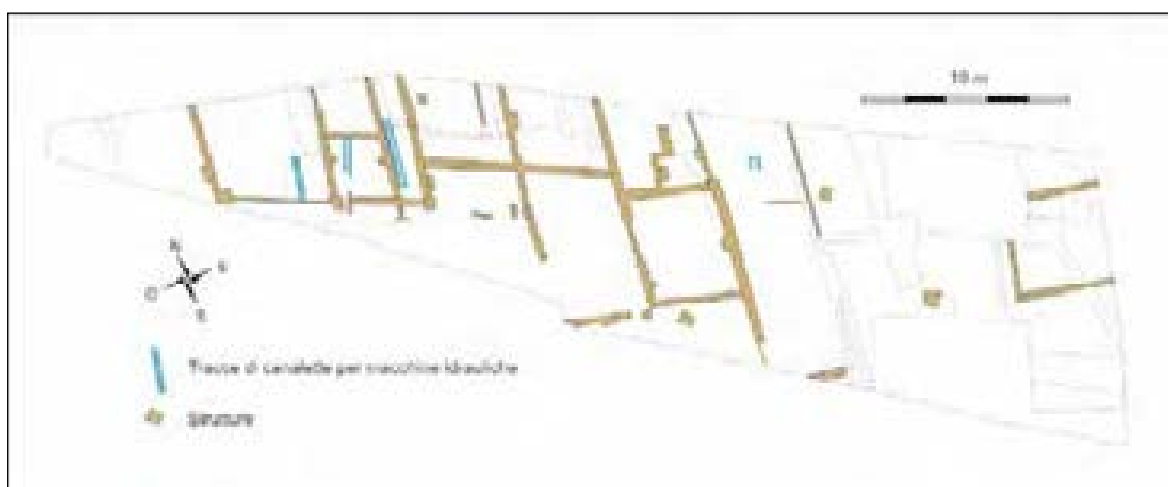 10 m
N
E
O
S
Tracce di canalette per macchine idrauliche
Strutture